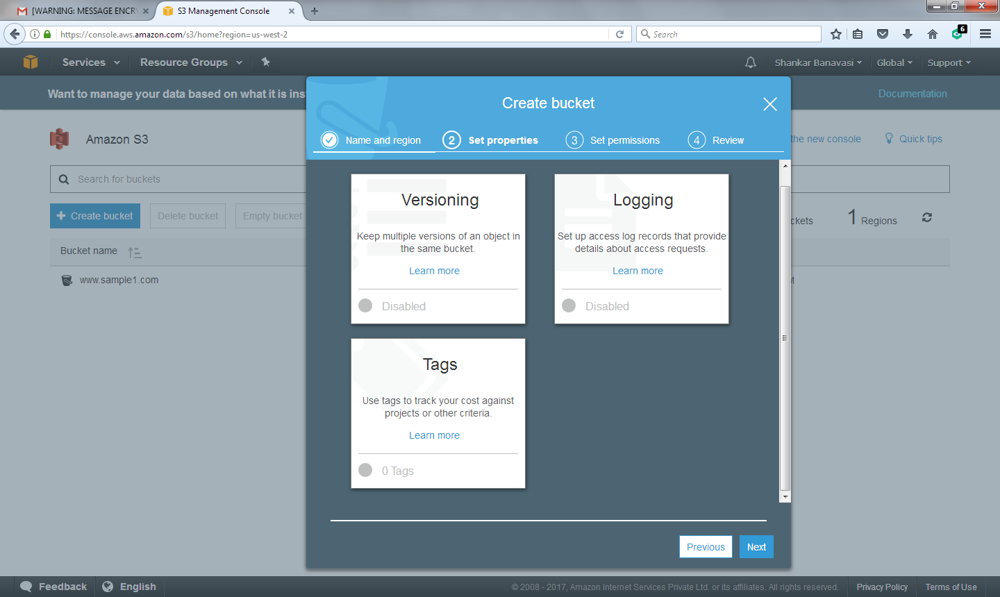 [WARNING: MESSAGE ENCRY
S3 Management Console
https://console.aws.amazon.com/s3/home?region=us-west-2
Search
6
Services
Resource Groups
Shankar Banavasi
Global
Support
Want to manage your data based on what it is ins
Documentation
Create bucket
Name and region
2 Set properties
3 Set permissions
4 Review
Amazon S3
the new console
Quick tips
Search for buckets
Create bucket
Delete bucket
Empty bucket
ckets
1 Regions
Bucket name
www.sample1.com
M
Versioning
Keep multiple versions of an object in
the same bucket.
Learn more
Disabled
Logging
Set up access log records that provide
details about access requests.
Learn more
Disabled
Tags
Use tags to track your cost against
projects or other criteria.
Learn more
0 Tags
Previous
Next
Feedback
English
© 2008 - 2017, Amazon Internet Services Private Ltd. or its affiliates. All rights reserved.
Privacy Policy
Terms of Use